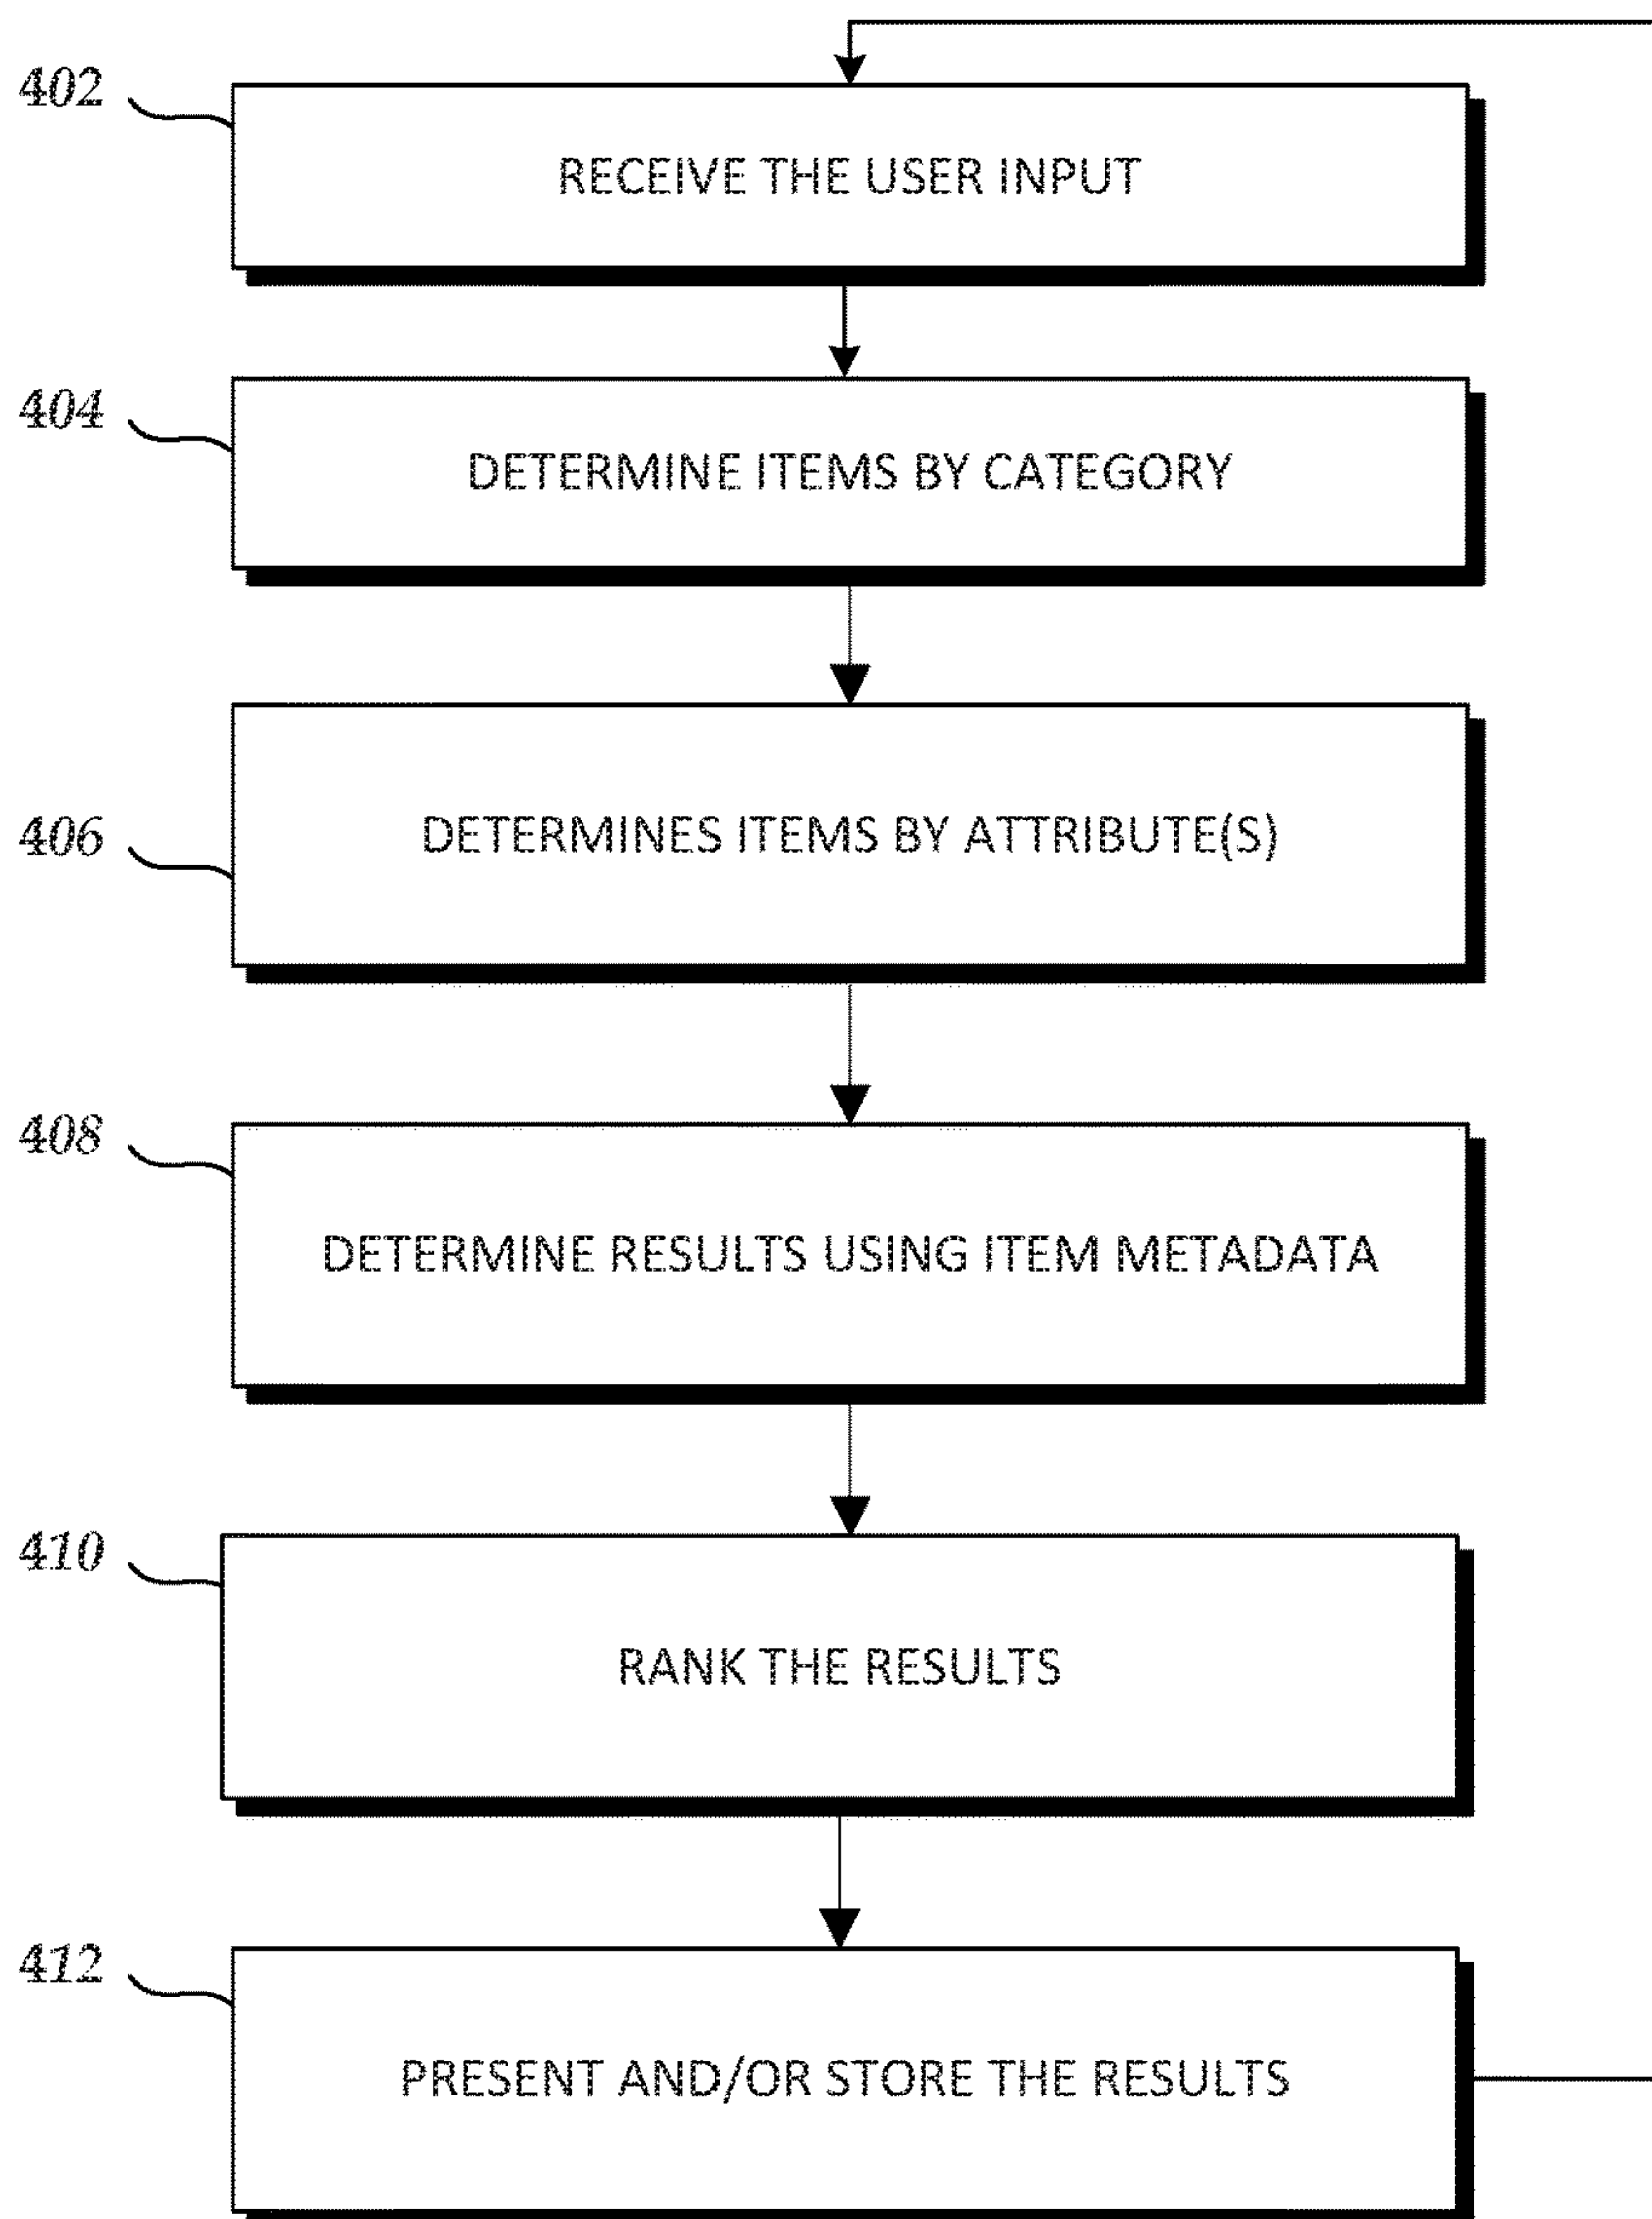 402
RECEIVE THE USER INPUT
404
DETERMINE ITEMS BY CATEGORY
406
DETERMINES ITEMS BY ATTRIBUTE(S)
408
DETERMINE RESULTS USING ITEM METADATA
410
RANK THE RESULTS
412
PRESENT AND/OR STORE THE RESULTS